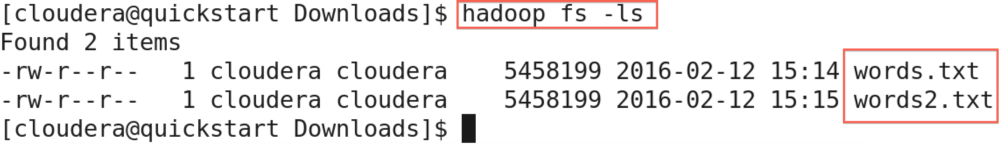 [cloudera@quickstart Downloads]$ hadoop fs -ls
Found 2 items
-rw-r--r--   1 cloudera cloudera    5458199 2016-02-12 15:14 words.txt
-rw-r--r--   1 cloudera cloudera    5458199 2016-02-12 15:15 words2.txt
[cloudera@quickstart Downloads]$